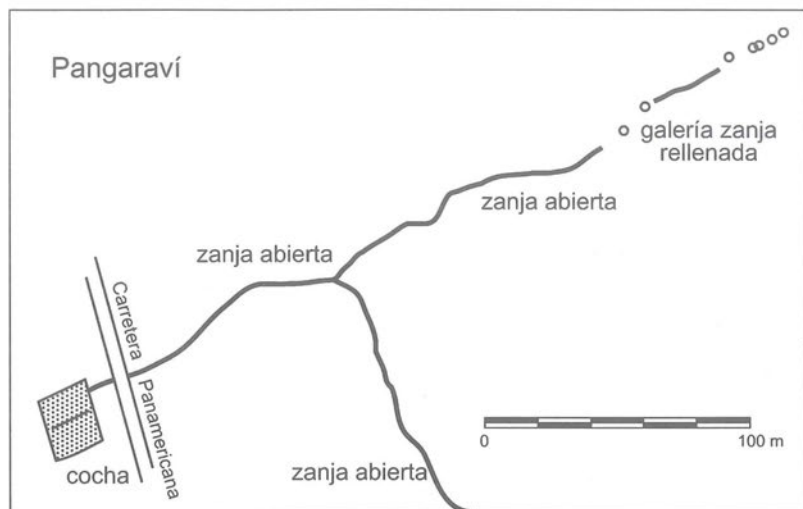 Pangaraví
galería zanja
rellenada
zanja abierta
zanja abierta
Carretera
Panamericana
zanja abierta
cocha
0
100 m